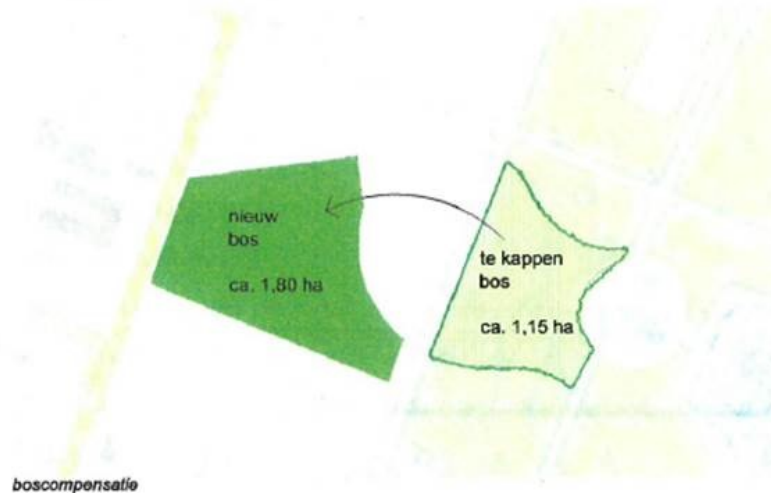 nieuw
bos
ca. 1,80 ha
te kappen
bos
ca. 1,15 ha
boscompensatie